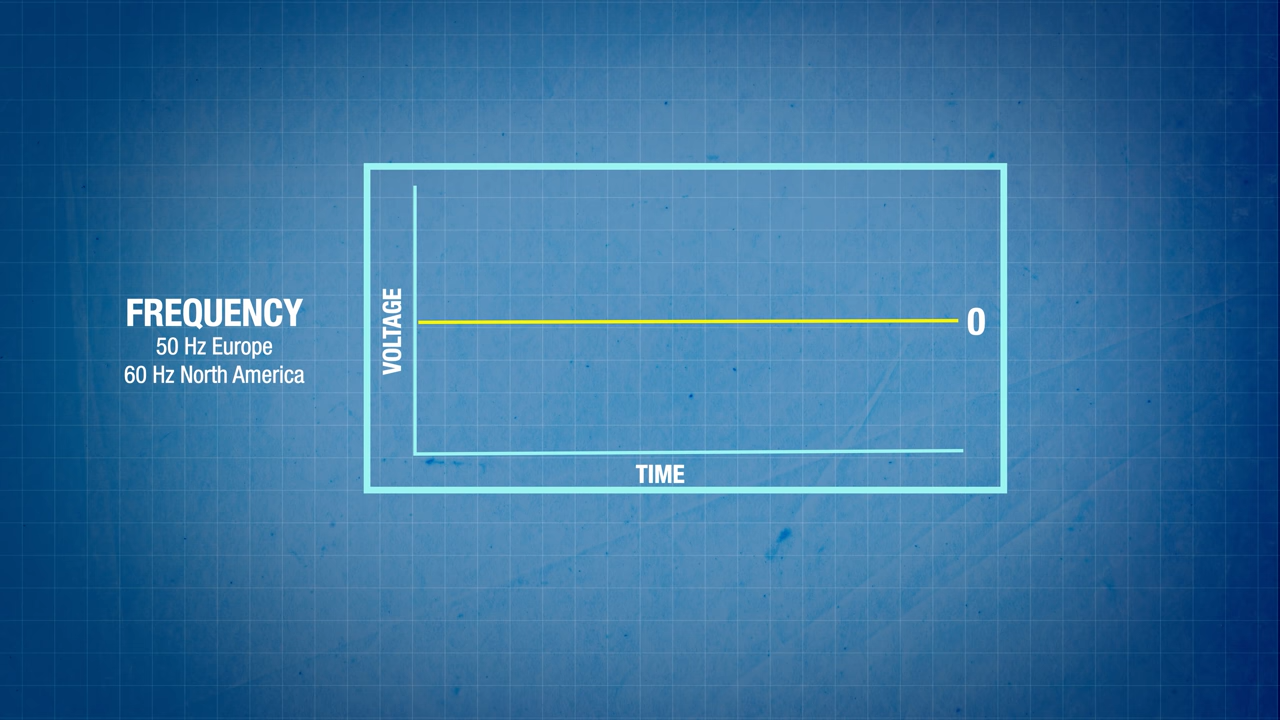 FREQUENCY
50 Hz Europe
60 Hz North America
VOLTAGE
0
TIME